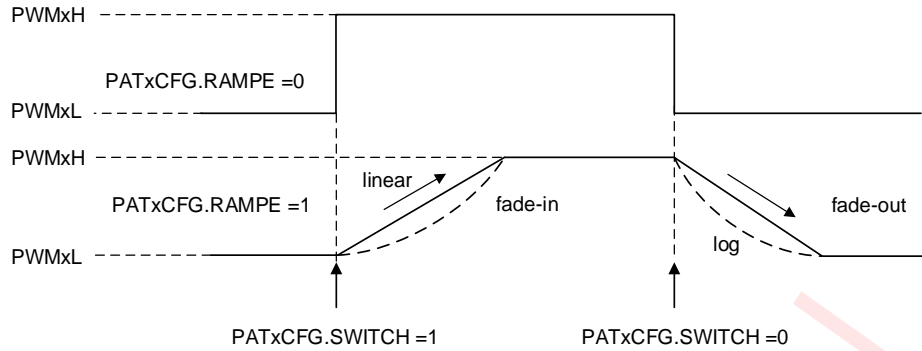 PWMxH
PATxCFG.RAMPE =0
PWMxL
PWMxH
linear
PATxCFG.RAMPE =1
fade-in
fade-out
log
PWMxL
PATxCFG.SWITCH =1
PATxCFG.SWITCH =0